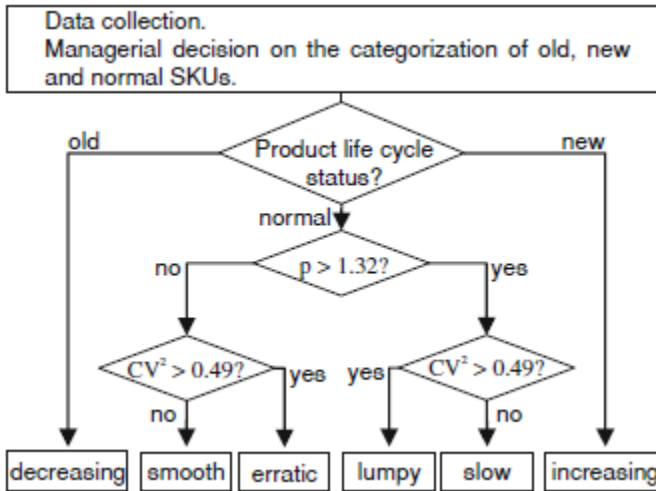 Data collection.
Managerial decision on the categorization of old, new
and normal SKUs.
old
Product life cycle
status?
new
normal
no
p > 1.32?
yes
CV² > 0.49?
yes
yes
CV² > 0.49?
no
no
decreasing
smooth
erratic
lumpy
slow
increasing